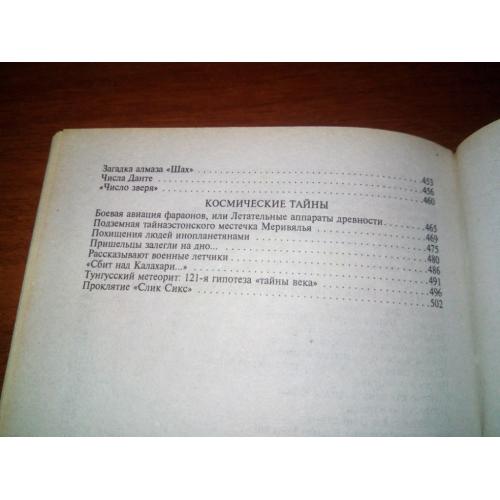 Загадка алмаза «Шах» 453
Числа Данте 456
«Число зверя» 460
КОСМИЧЕСКИЕ ТАЙНЫ
Боевая авиация фараонов, или Летательные аппараты древности 465
Подземная тайнаэстонского местечка Меривялья 469
Похищения людей инопланетянами 475
Пришельцы залегли на дно... 480
Рассказывают военные летчики 486
«Сбит над Калахари...» 491
Тунгусский метеорит: 121-я гипотеза «тайны века» 496
Проклятие «Слик Сикс» 502